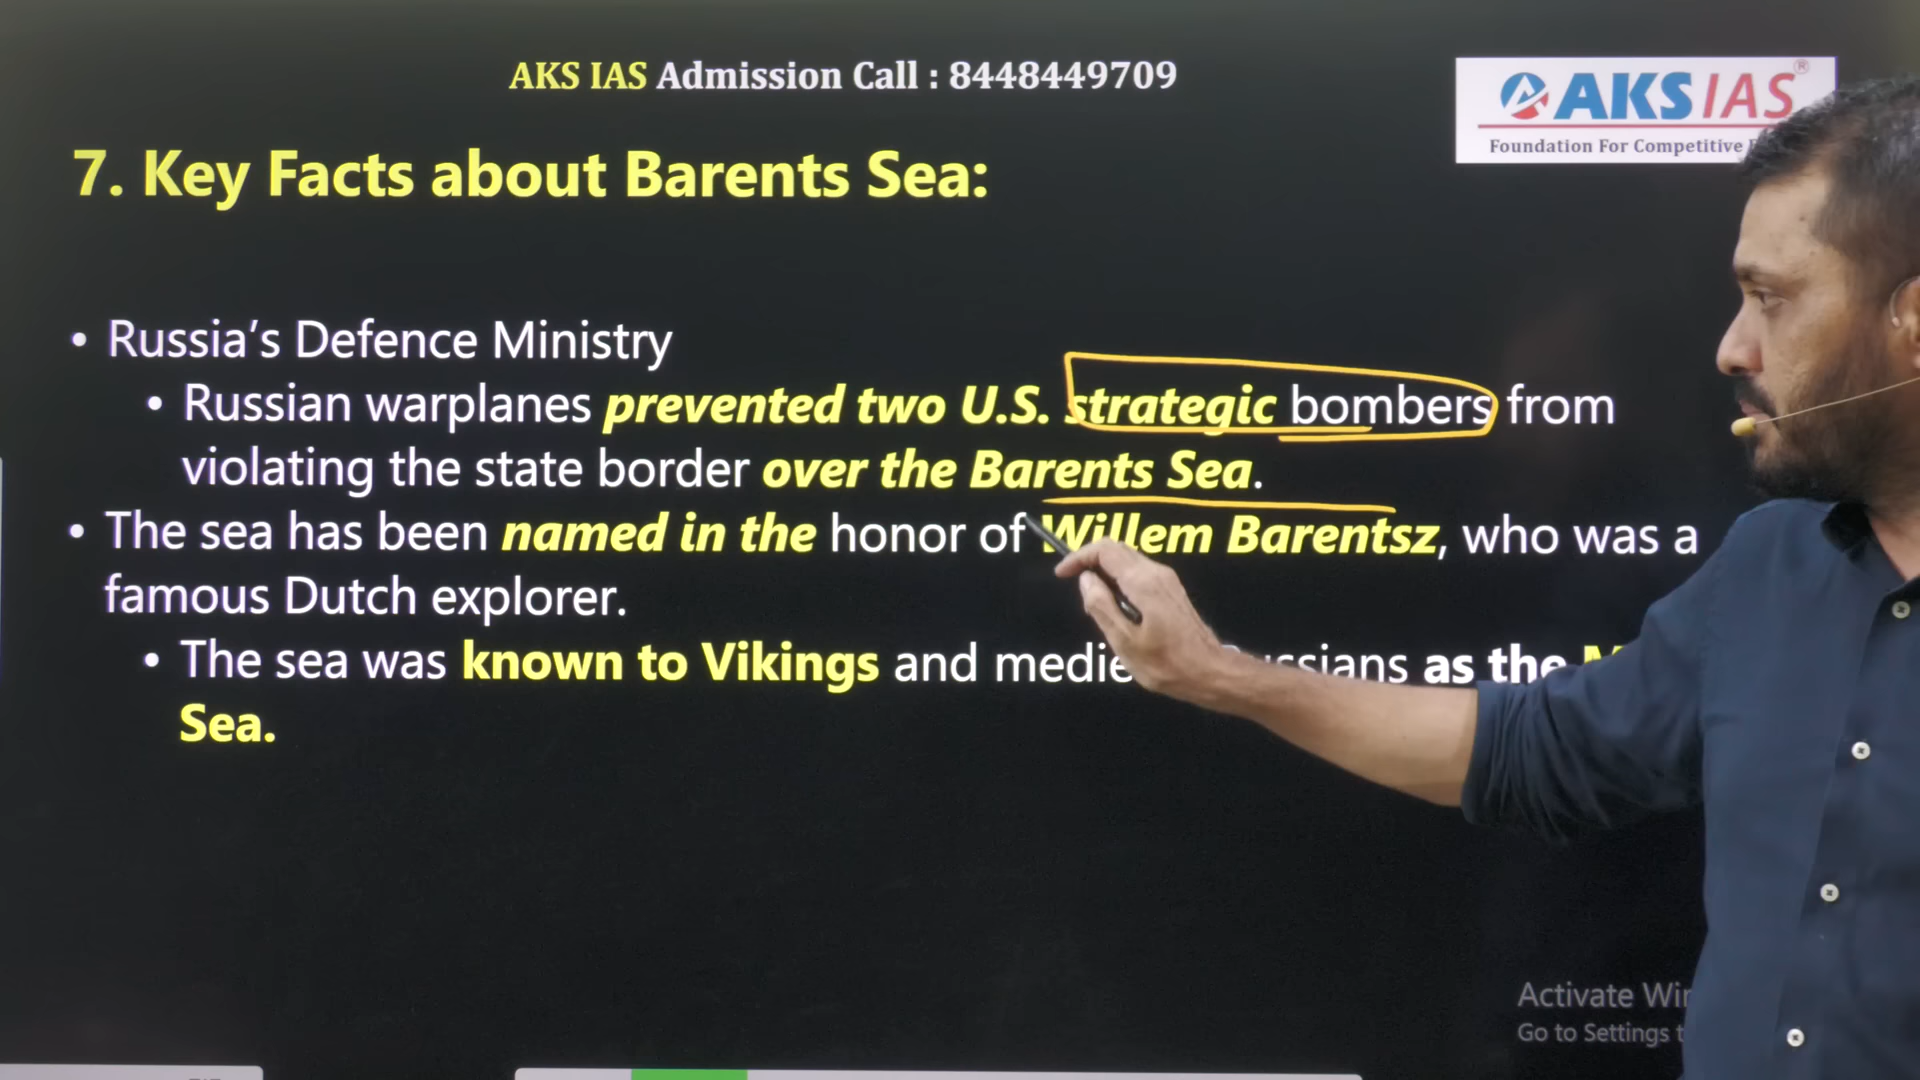 AKS IAS Admission Call : 8448449709
AKS IAS®
Foundation For Competitive
7. Key Facts about Barents Sea:
• Russia’s Defence Ministry
• Russian warplanes prevented two U.S. strategic bombers from
violating the state border over the Barents Sea.
• The sea has been named in the honor of Willem Barentsz, who was a
famous Dutch explorer.
• The sea was known to Vikings and Russians as the
Sea.
Activate
Go to Settings